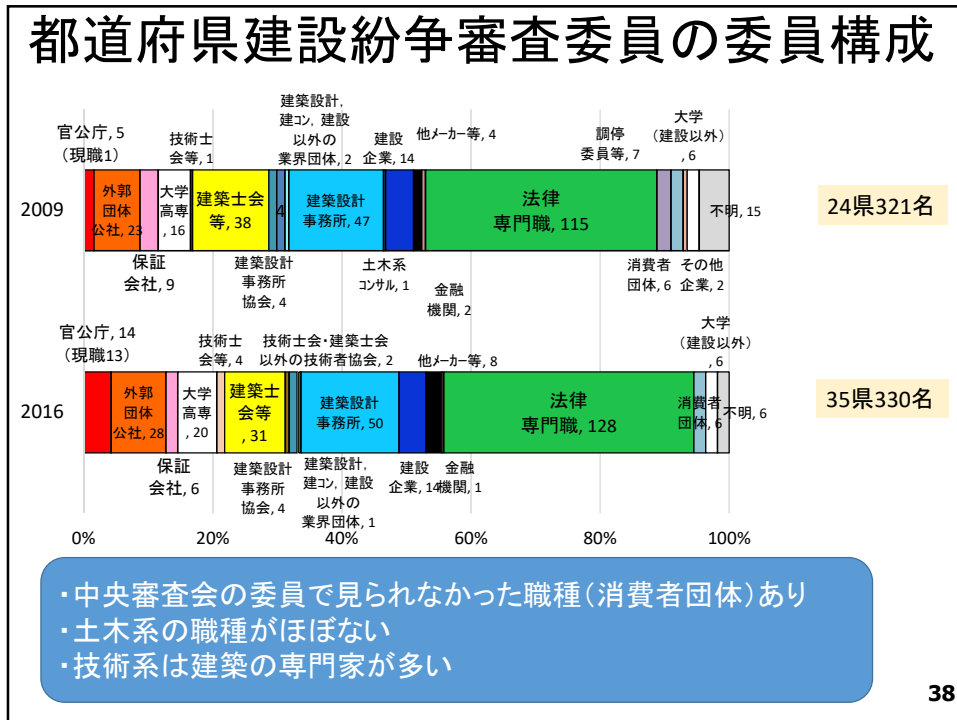 都道府県建設紛争審査委員の委員構成
官公庁, 5
（現職1）
技術士
会等, 1
建築設計，
建コン，建設
以外の
業界団体, 2
建設
企業, 14
他メーカー等, 4
調停
委員等, 7
大学
（建設以外）
, 6
2009
外郭
団体
公社, 23
大学
高専
, 16
建築士会
等, 38
4
建築設計
事務所, 47
法律
専門職, 115
不明, 15
24県321名
保証
会社, 9
建築設計
事務所
協会, 4
土木系
コンサル, 1
金融
機関, 2
消費者
団体, 6
その他
企業, 2
官公庁, 14
（現職13）
技術士
会等, 4
技術士会・建築士会
以外の技術者協会, 2
他メーカー等, 8
大学
（建設以外）
, 6
2016
外郭
団体
公社, 28
大学
高専
, 20
建築士
会等
, 31
建築設計
事務所, 50
法律
専門職, 128
消費者
団体, 6
不明, 6
35県330名
保証
会社, 6
建築設計
事務所
協会, 4
建築設計，
建コン，建設
以外の
業界団体, 1
建設
企業, 14
金融
機関, 1
0%
20%
40%
60%
80%
100%
・中央審査会の委員で見られなかった職種（消費者団体）あり
・土木系の職種がほぼない
・技術系は建築の専門家が多い
38